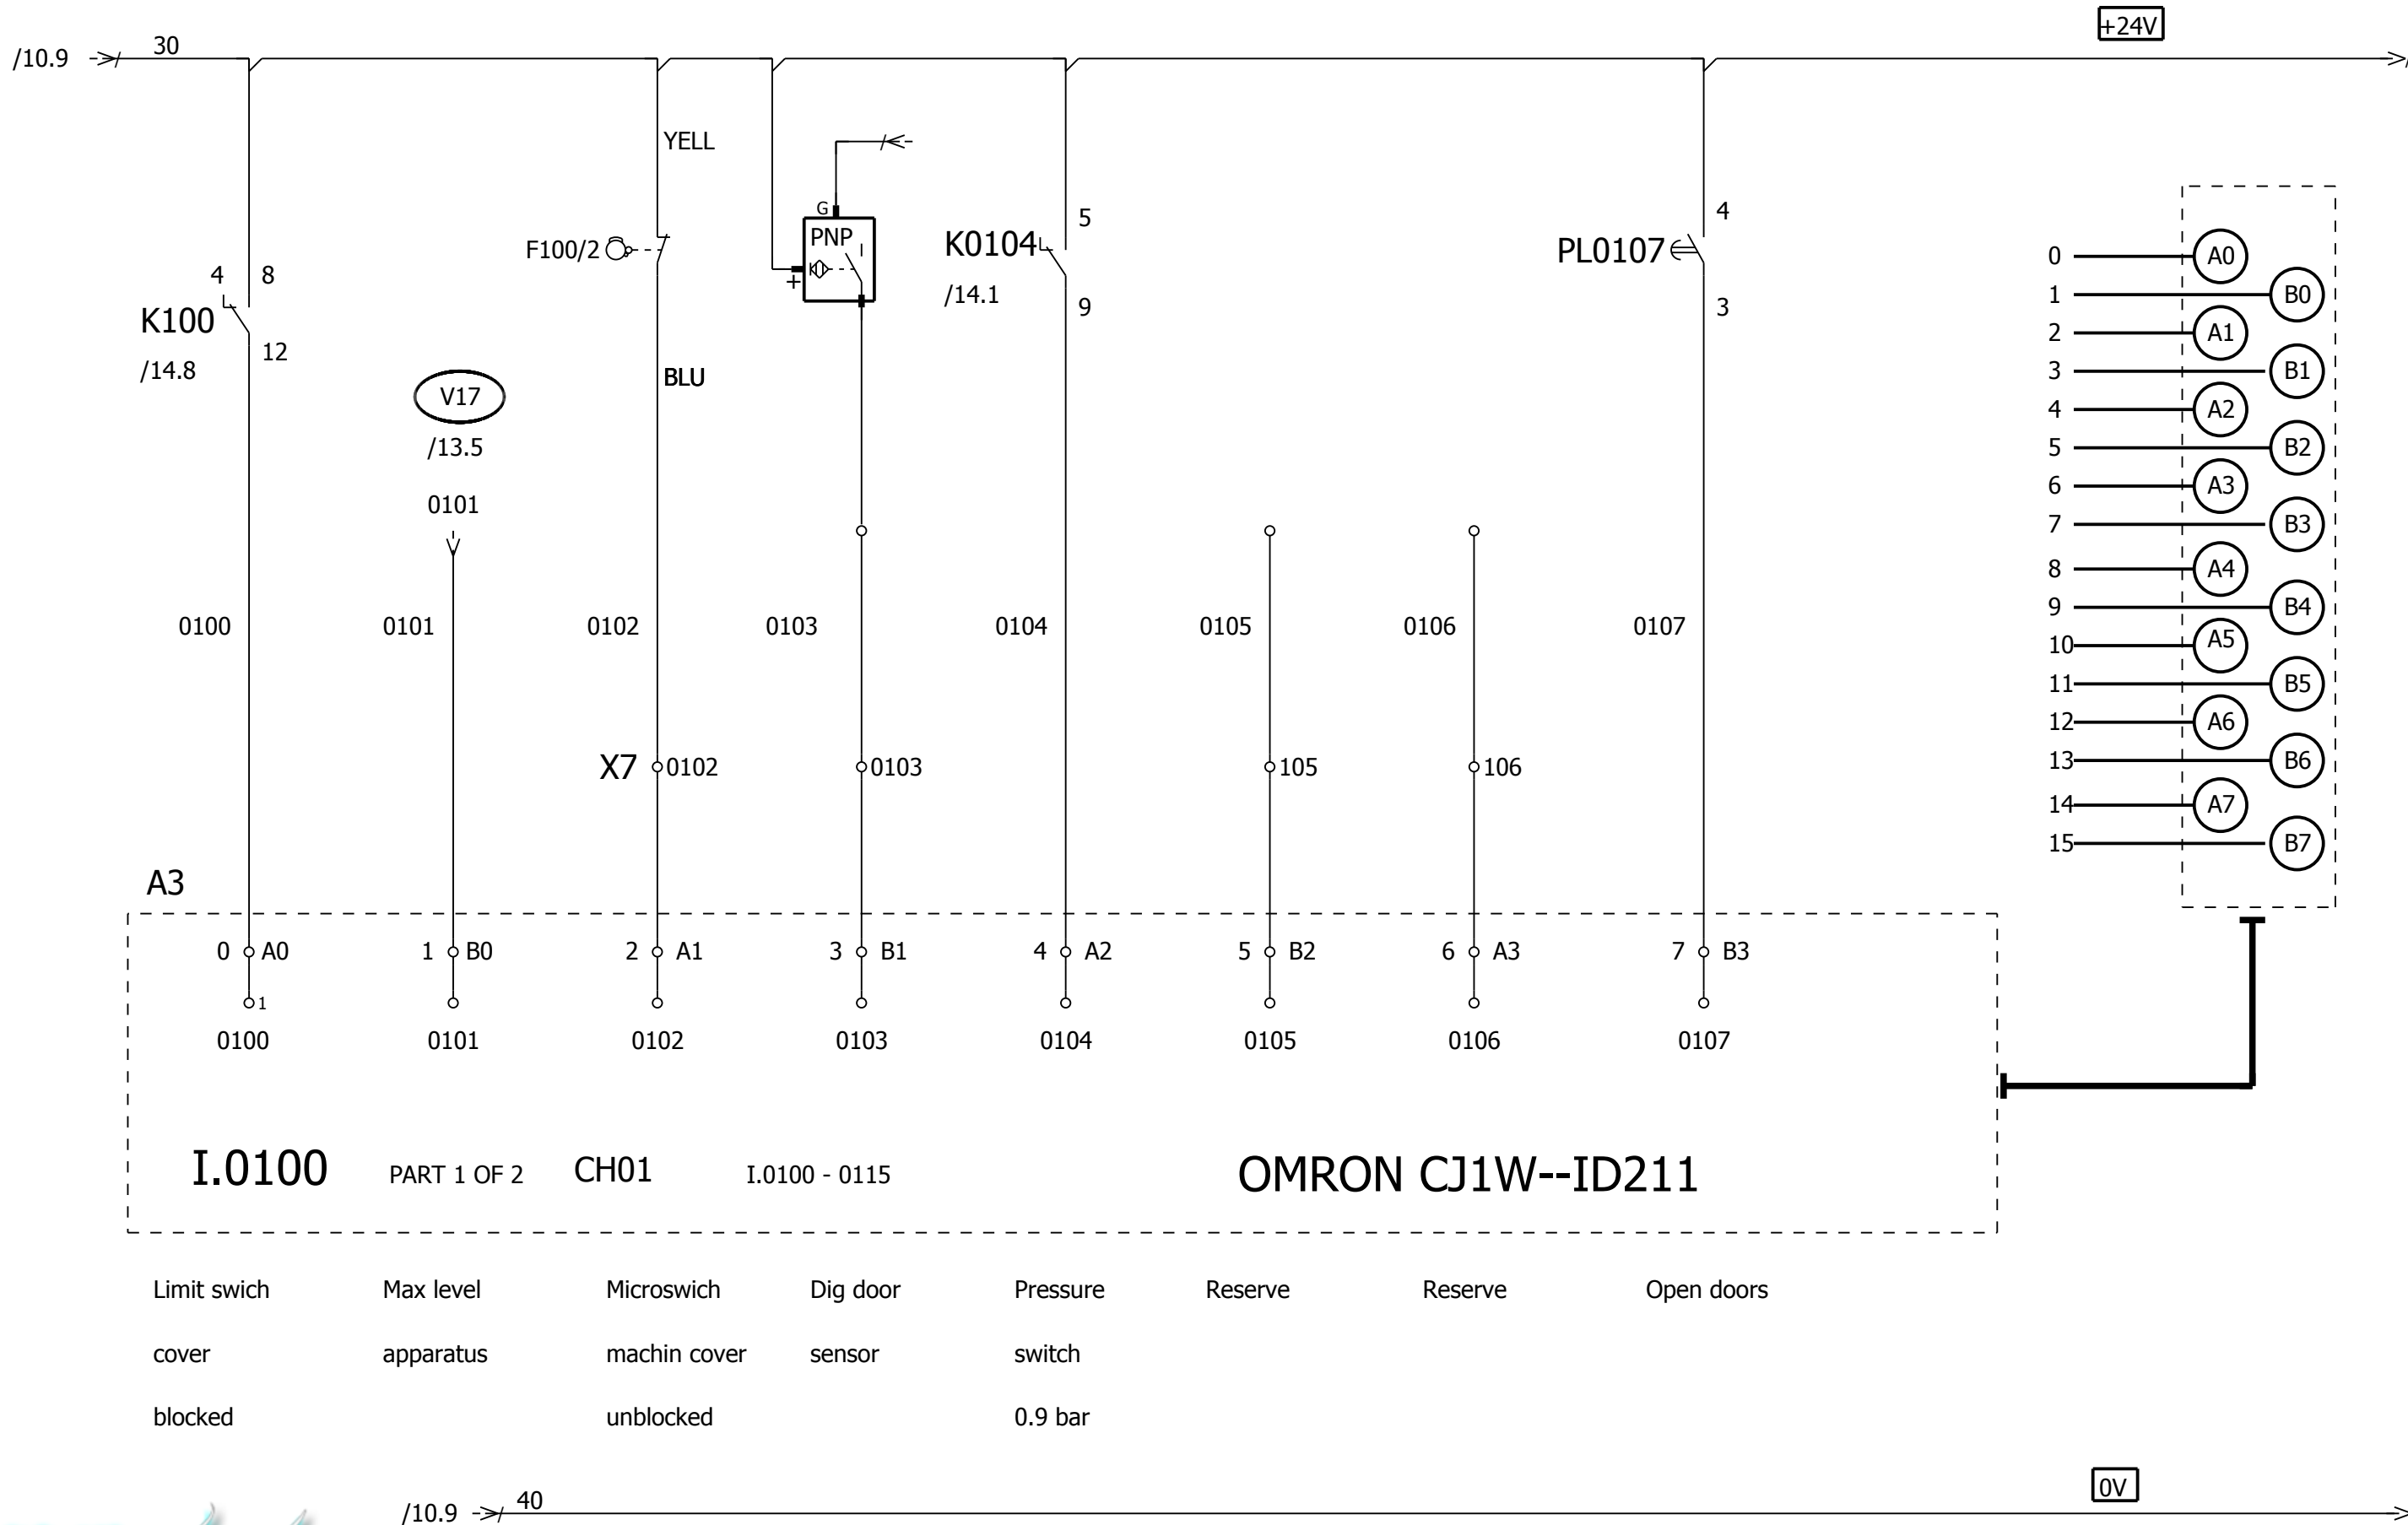 +24V
/10.9 30
YELL
G
PNP
+
F100/2
K0104
/14.1
5
9
PL0107
4
3
4 8
K100
12
/14.8
BLU
V17
/13.5
0101
0 A0
1 B0
2 A1
3 B1
4 A2
5 B2
6 A3
7 B3
8 A4
9 B4
10 A5
11 B5
12 A6
13 B6
14 A7
15 B7
0100 0101 0102 0103 0104 0105 0106 0107
X7 0102 0103 105 106
A3
0 A0 1 B0 2 A1 3 B1 4 A2 5 B2 6 A3 7 B3
1
0100 0101 0102 0103 0104 0105 0106 0107
I.0100 PART 1 OF 2 CH01 I.0100 - 0115 OMRON CJ1W--ID211
Limit swich Max level Microswich Dig door Pressure Reserve Reserve Open doors
cover apparatus machin cover sensor switch
blocked unblocked 0.9 bar
0V
/10.9 40